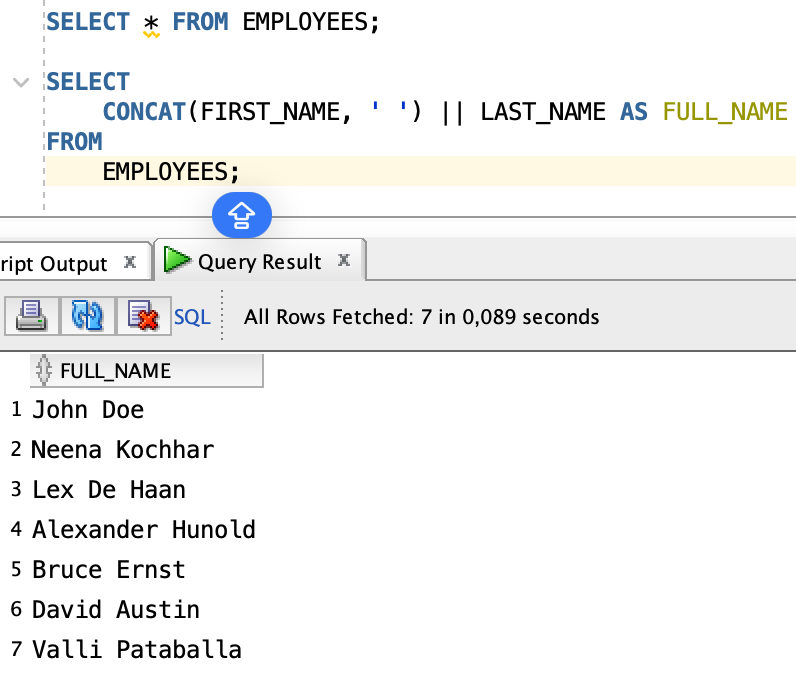 SELECT * FROM EMPLOYEES;
SELECT
CONCAT(FIRST_NAME, ' ') || LAST_NAME AS FULL_NAME
FROM
EMPLOYEES;
ript Output x Query Result x
SQL All Rows Fetched: 7 in 0,089 seconds
FULL_NAME
1 John Doe
2 Neena Kochhar
3 Lex De Haan
4 Alexander Hunold
5 Bruce Ernst
6 David Austin
7 Valli Pataballa